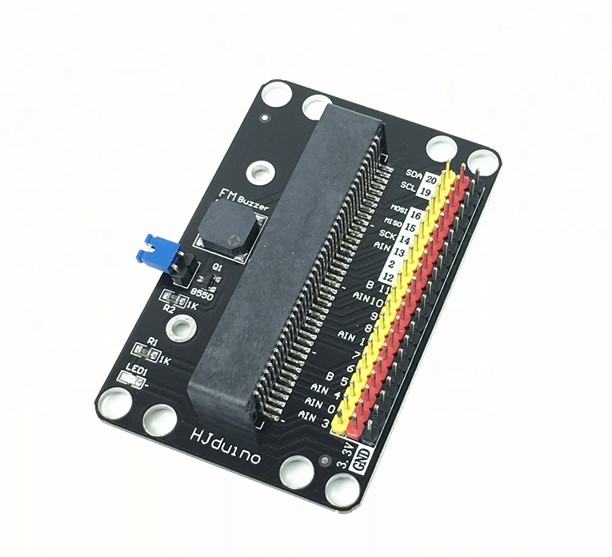 SDA 20
SCL 19
MOSI 16
MISO 15
SCK 14
AIN 13
2
12
B 11
AIN10
9
8
AIN 1
7
6
B 5
AIN 4
AIN 0
AIN 3
3.3V
GND
FM Buzzer
Q1
8550
1K
R2
R1
1K
LED1
HJduino